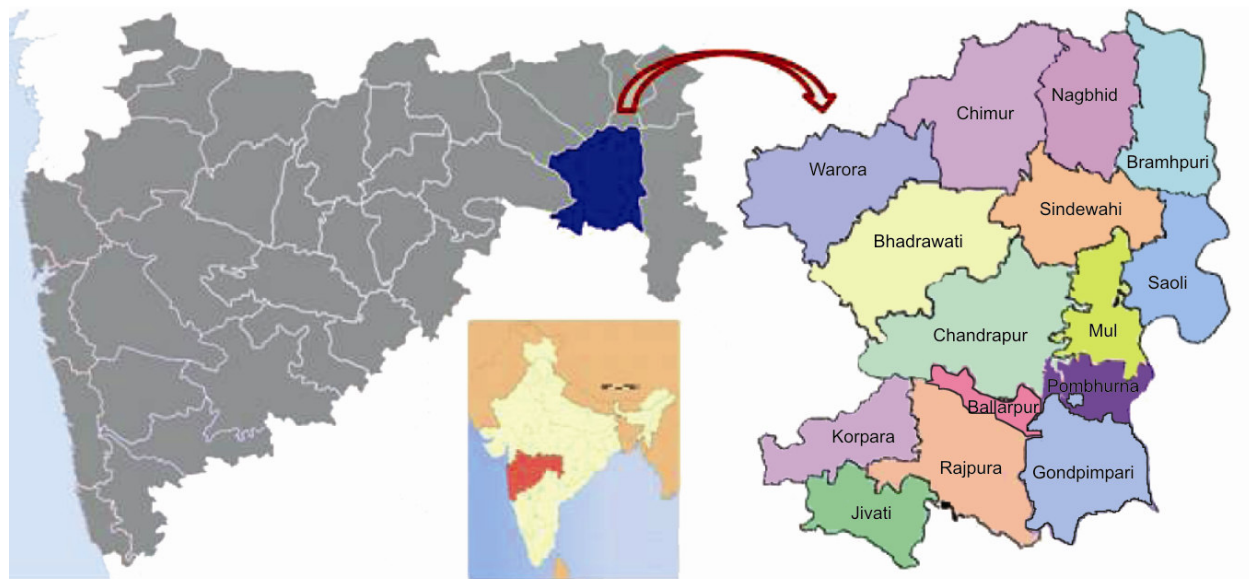 Chimur
Nagbhid
Bramhpuri
Warora
Sindewahi
Bhadrawati
Saoli
Chandrapur
Mul
Pombhurna
Ballarpur
Korpara
Rajpura
Gondpimpari
Jivati